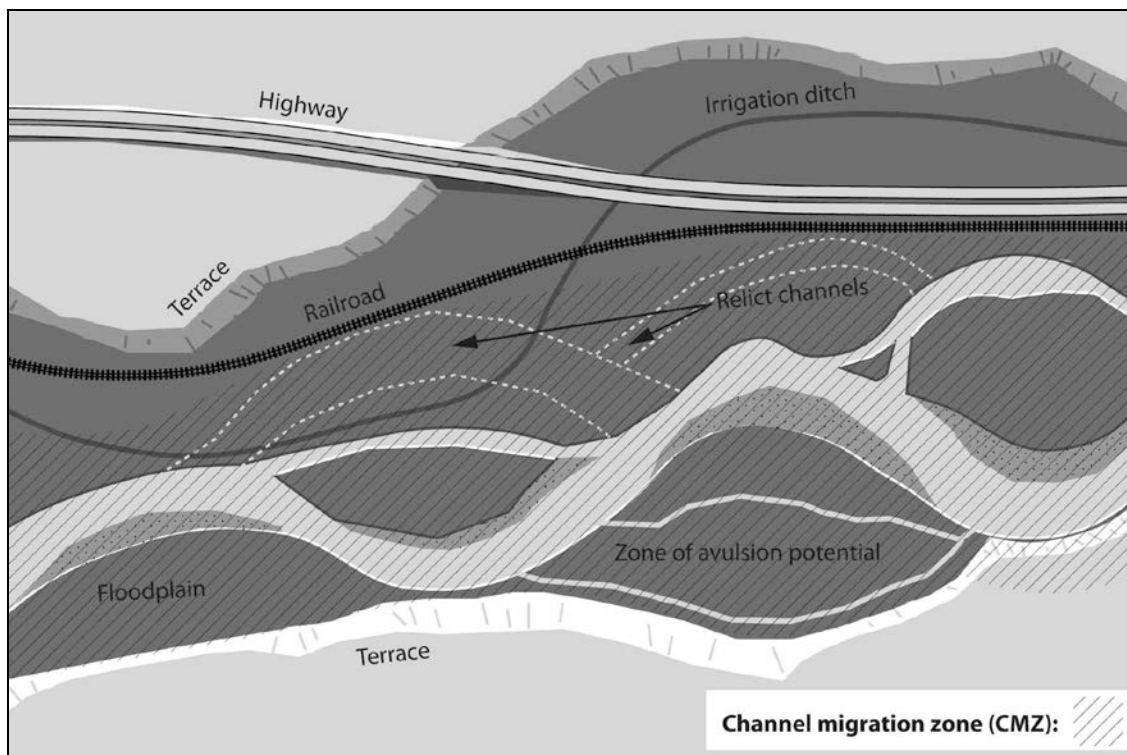 Highway
Irrigation ditch
Terrace
Railroad
Relict channels
Zone of avulsion potential
Floodplain
Terrace
Channel migration zone (CMZ):